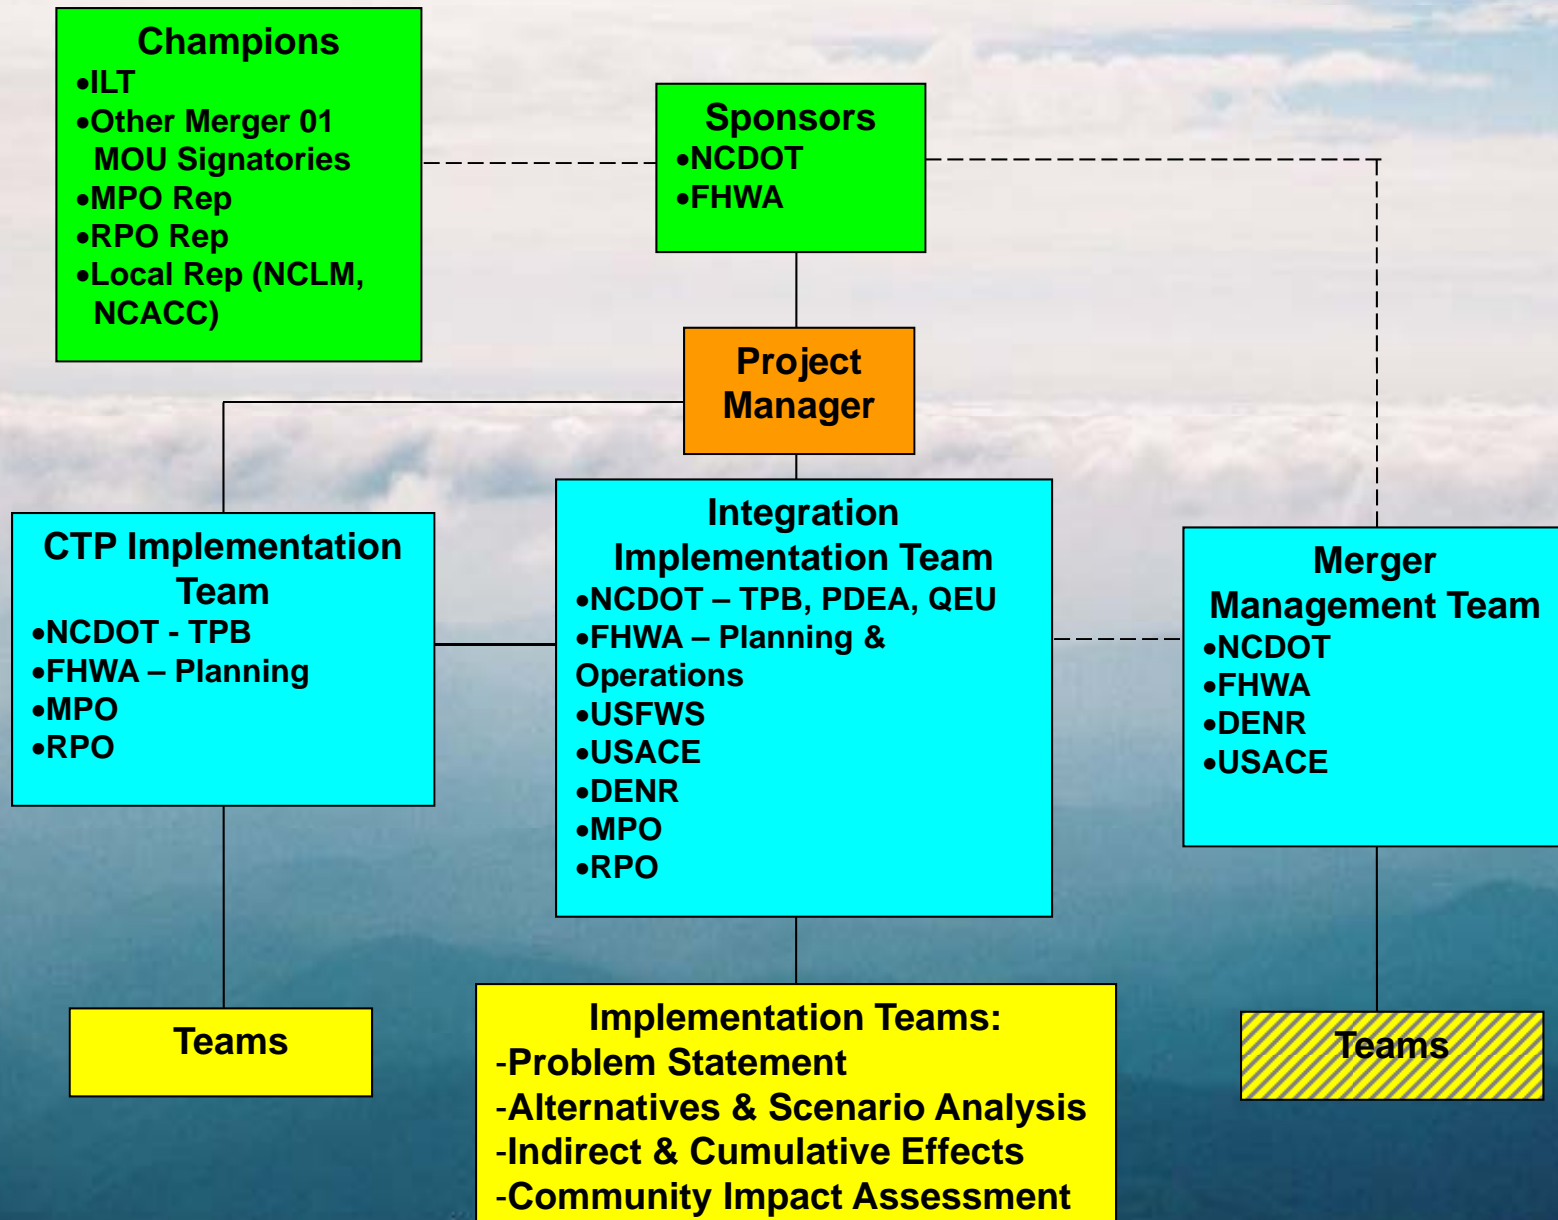 Champions
•ILT
•Other Merger 01
MOU Signatories
•MPO Rep
•RPO Rep
•Local Rep (NCLM,
NCACC)
Sponsors
•NCDOT
•FHWA
Project
Manager
CTP Implementation
Team
•NCDOT - TPB
•FHWA – Planning
•MPO
•RPO
Integration
Implementation Team
•NCDOT – TPB, PDEA, QEU
•FHWA – Planning &
Operations
•USFWS
•USACE
•DENR
•MPO
•RPO
Merger
Management Team
•NCDOT
•FHWA
•DENR
•USACE
Teams
Implementation Teams:
-Problem Statement
-Alternatives & Scenario Analysis
-Indirect & Cumulative Effects
-Community Impact Assessment
Teams